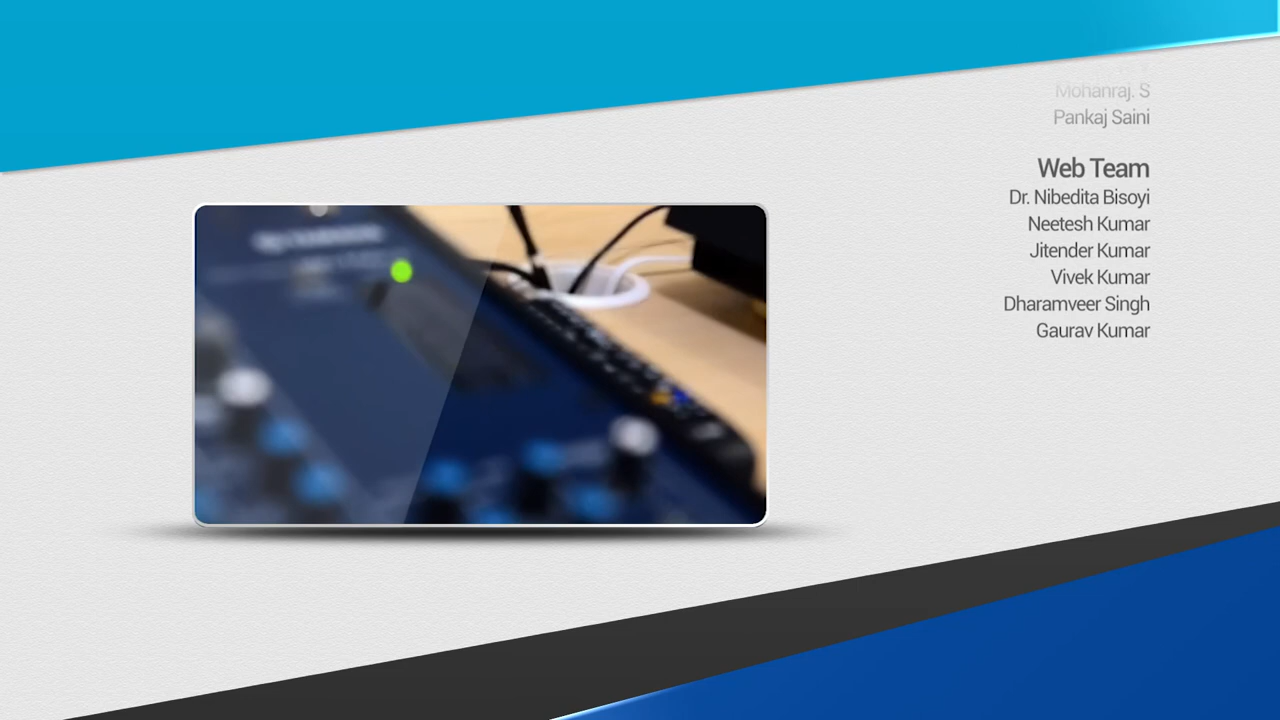 Mohanraj. S
Pankaj Saini
Web Team
Dr. Nibedita Bisoyi
Neetesh Kumar
Jitender Kumar
Vivek Kumar
Dharamveer Singh
Gaurav Kumar